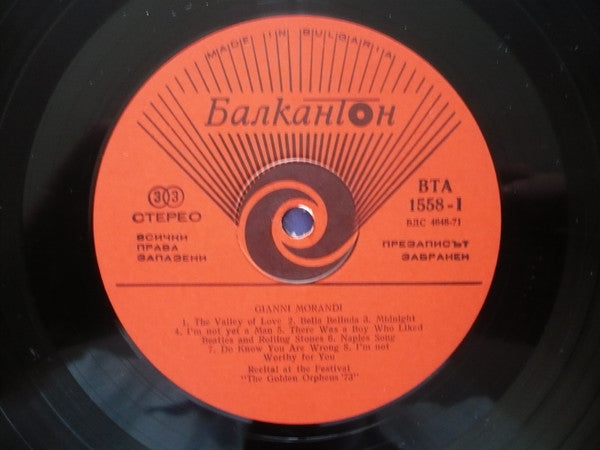 MADE IN BULGARIA
Балкантон
33
СТЕРЕО
ВСИЧКИ
ПРАВА
ЗАПАЗЕНИ
ВТА
1558-I
БДС 4048-71
ПРЕЗАПИСЪТ
ЗАБРАНЕН
GIANNI MORANDI
1. The Valley of Love 2. Bella Belinda 3. Midnight
4. I'm not yet a Man 5. There Was a Boy Who Liked
Beatles and Rolling Stones 6. Naples Song
7. Do Know You Are Wrong 8. I'm not
Worthy for You
Recital at the Festival
"The Golden Orpheus '73"